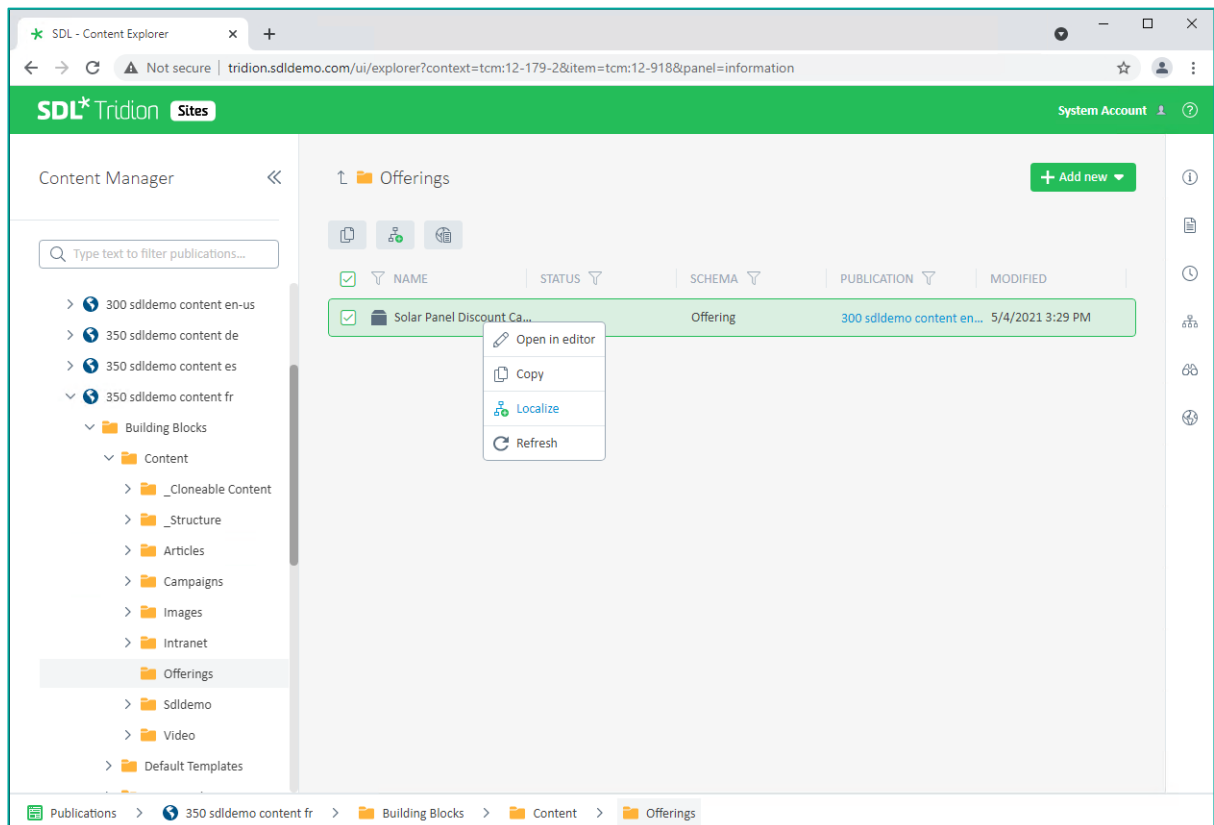 SDL - Content Explorer
Not secure | tridion.sdldemo.com/ui/explorer?context=tcm:12-179-2&item=tcm:12-918&panel=information
SDL* Tridion Sites
System Account
Content Manager
Offerings
Add new
Type text to filter publications...
NAME STATUS SCHEMA PUBLICATION MODIFIED
Solar Panel Discount Ca... Offering 300 sdldemo content en... 5/4/2021 3:29 PM
Open in editor
Copy
Localize
Refresh
300 sdldemo content en-us
350 sdldemo content de
350 sdldemo content es
350 sdldemo content fr
Building Blocks
Content
_Cloneable Content
_Structure
Articles
Campaigns
Images
Intranet
Offerings
Sdldemo
Video
Default Templates
Publications > 350 sdldemo content fr > Building Blocks > Content > Offerings